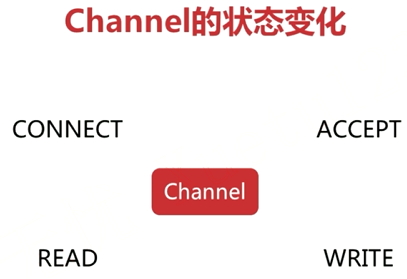 Channel的状态变化
CONNECT
ACCEPT
Channel
READ
WRITE